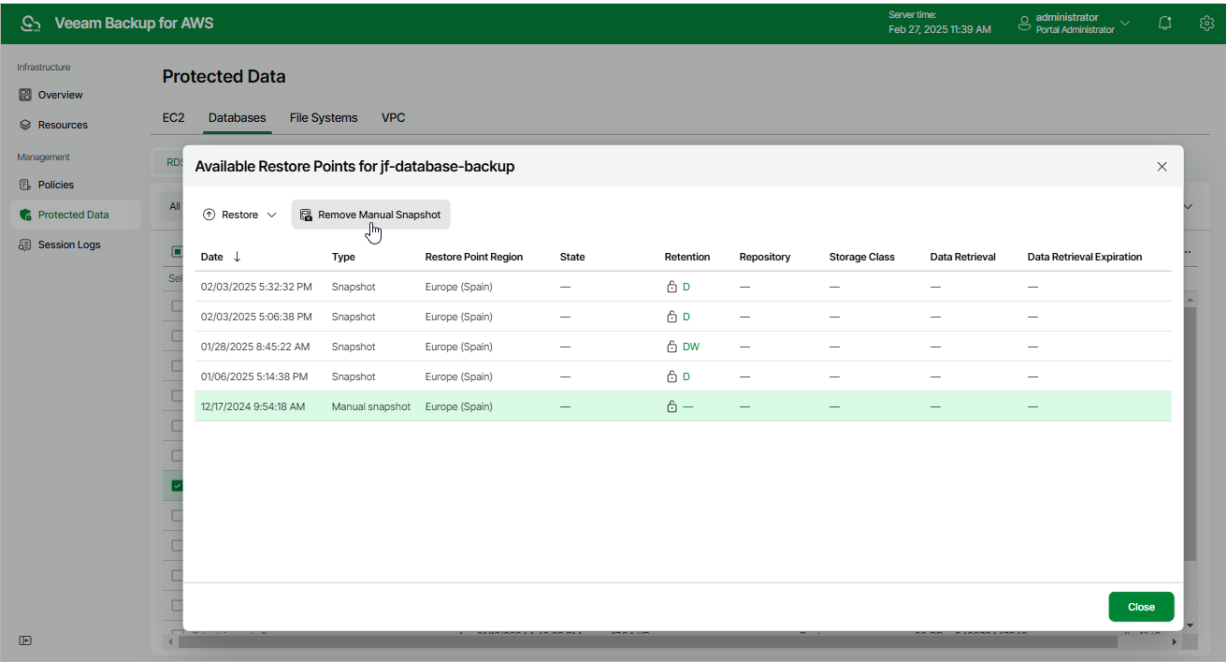 Veeam Backup for AWS
Server time:
Feb 27, 2025 11:39 AM
administrator
Portal Administrator
Infrastructure
Overview
Resources
Management
Policies
Protected Data
Session Logs
Protected Data
EC2 Databases File Systems VPC
RDS
All
Available Restore Points for jf-database-backup
Restore Remove Manual Snapshot
Date Type Restore Point Region State Retention Repository Storage Class Data Retrieval Data Retrieval Expiration
02/03/2025 5:32:32 PM Snapshot Europe (Spain) — D — — — —
02/03/2025 5:06:38 PM Snapshot Europe (Spain) — D — — — —
01/28/2025 8:45:22 AM Snapshot Europe (Spain) — DW — — — —
01/06/2025 5:14:38 PM Snapshot Europe (Spain) — D — — — —
12/17/2024 9:54:18 AM Manual snapshot Europe (Spain) — — — — — —
Close